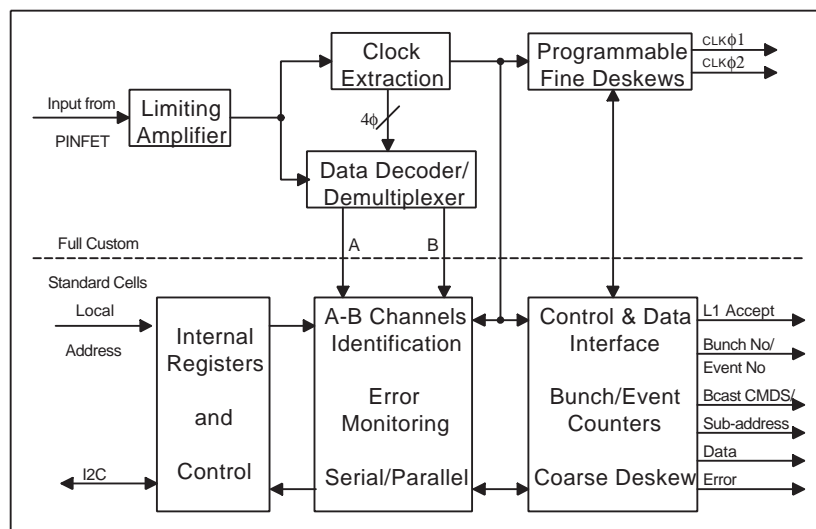 Input from
PINFET
Limiting
Amplifier
Clock
Extraction
4ϕ
Data Decoder/
Demultiplexer
Programmable
Fine Deskews
CLKϕ1
CLKϕ2
A
B
Full Custom
Standard Cells
Local
Address
I2C
Internal
Registers
and
Control
A-B Channels
Identification
Error
Monitoring
Serial/Parallel
Control & Data
Interface
Bunch/Event
Counters
Coarse Deskew
L1 Accept
Bunch No/
Event No
Bcast CMDS/
Sub-address
Data
Error